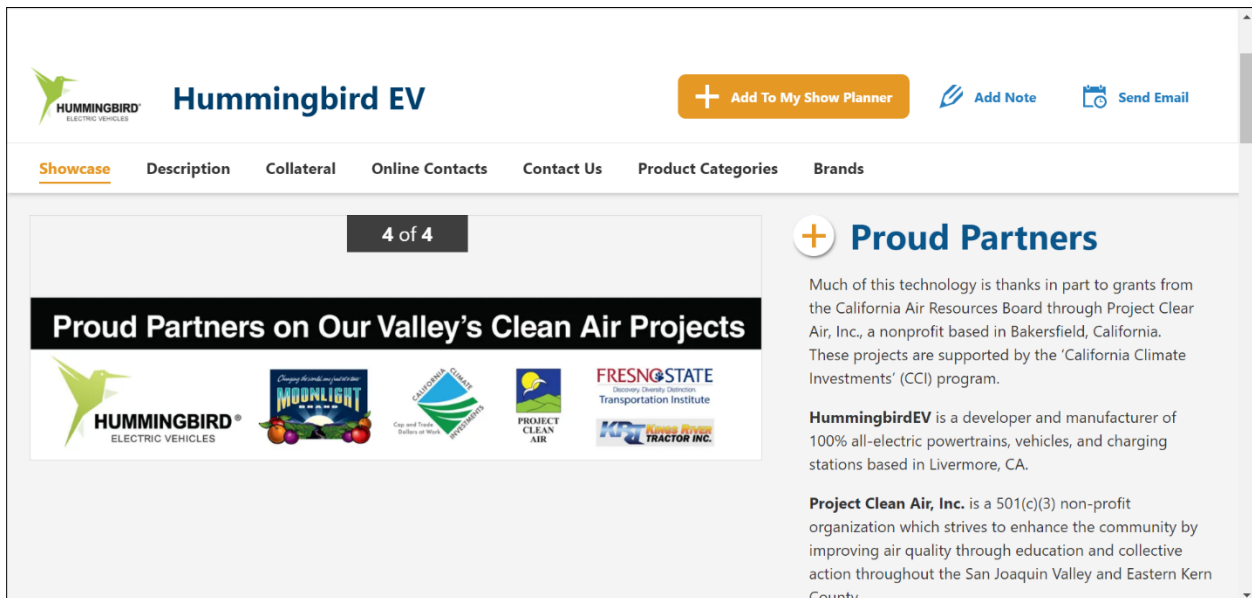 HUMMINGBIRD®
ELECTRIC VEHICLES
Hummingbird EV
Add To My Show Planner
Add Note
Send Email
Showcase
Description
Collateral
Online Contacts
Contact Us
Product Categories
Brands
4 of 4
Proud Partners on Our Valley's Clean Air Projects
HUMMINGBIRD®
ELECTRIC VEHICLES
MOONLIGHT
BRAND
CALIFORNIA CLIMATE
INVESTMENTS
Cap and Trade
Dollars at Work
PROJECT
CLEAN
AIR
FRESNO STATE
Discovery. Diversity. Distinction.
Transportation Institute
KRT KINGS RIVER
TRACTOR INC.
Proud Partners
Much of this technology is thanks in part to grants from
the California Air Resources Board through Project Clear
Air, Inc., a nonprofit based in Bakersfield, California.
These projects are supported by the ‘California Climate
Investments’ (CCI) program.
HummingbirdEV is a developer and manufacturer of
100% all-electric powertrains, vehicles, and charging
stations based in Livermore, CA.
Project Clean Air, Inc. is a 501(c)(3) non-profit
organization which strives to enhance the community by
improving air quality through education and collective
action throughout the San Joaquin Valley and Eastern Kern
County